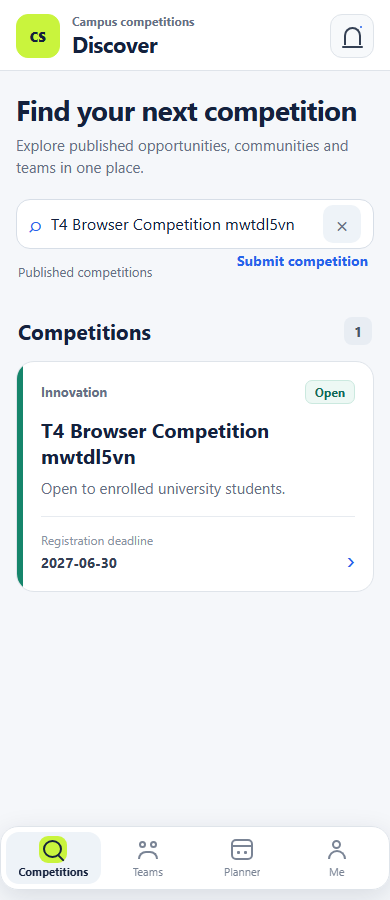 CS
Campus competitions
Discover
Find your next competition
Explore published opportunities, communities and
teams in one place.
T4 Browser Competition mwtdl5vn
×
Submit competition
Published competitions
Competitions
1
Innovation
Open
T4 Browser Competition
mwtdl5vn
Open to enrolled university students.
Registration deadline
2027-06-30
Competitions
Teams
Planner
Me